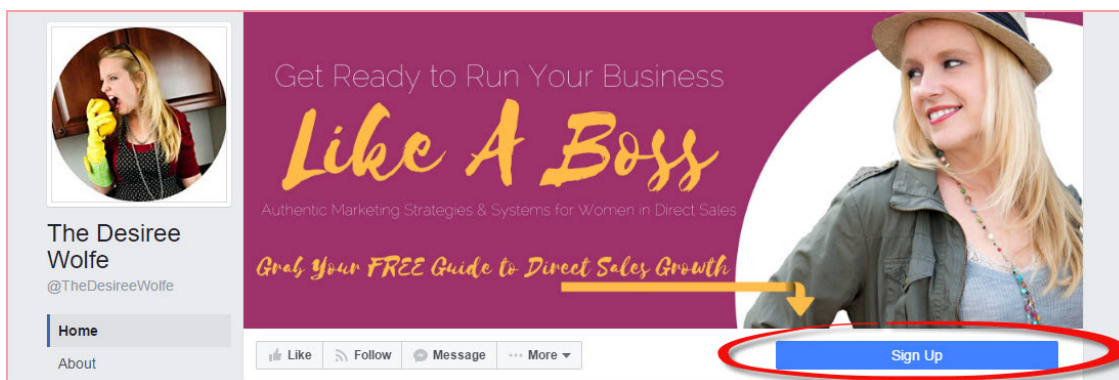 Get Ready to Run Your Business
Like A Boss
Authentic Marketing Strategies & Systems for Women in Direct Sales
Grab Your FREE Guide to Direct Sales Growth
The Desiree
Wolfe
@TheDesireeWolfe
Home
About
Like Follow Message More
Sign Up